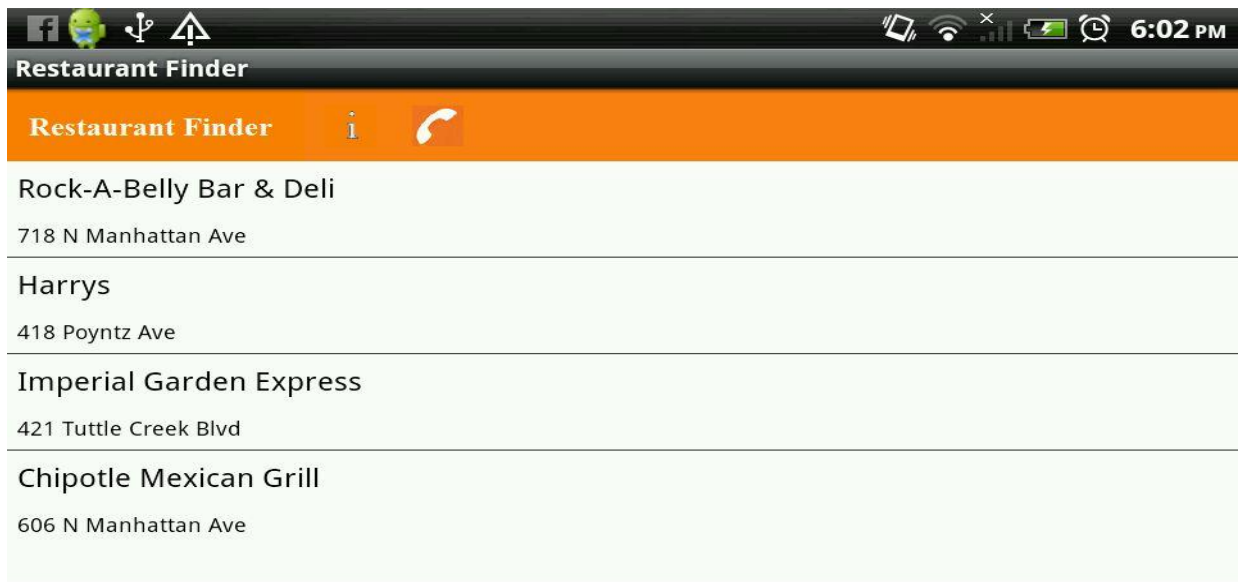 6:02 PM
Restaurant Finder
Restaurant Finder i
Rock-A-Belly Bar & Deli
718 N Manhattan Ave
Harrys
418 Poyntz Ave
Imperial Garden Express
421 Tuttle Creek Blvd
Chipotle Mexican Grill
606 N Manhattan Ave